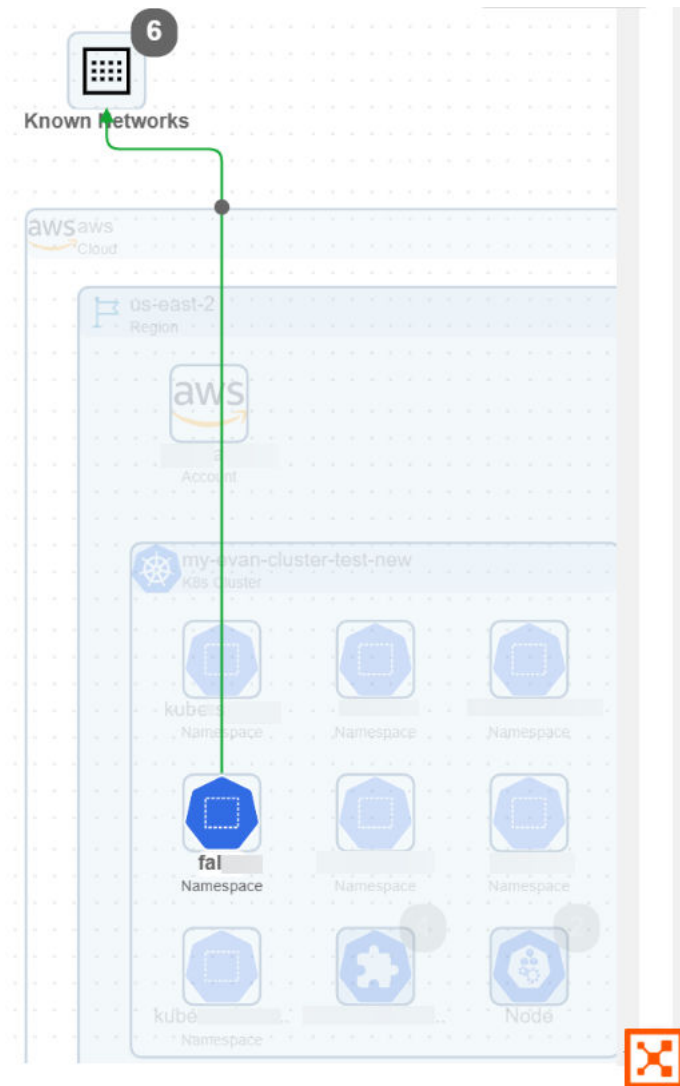 6
Known Networks
aws aws
Cloud
us-east-2
Region
aws
a
Account
my-evan-cluster-test-new
K8s Cluster
kube-s
Namespace
Namespace
Namespace
fal
Namespace
Namespace
Namespace
2
kube
..
..
Node
Namespace